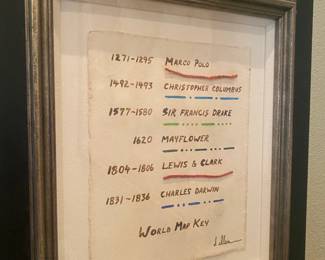 1271-1295 MARCO POLO
1492-1493 CHRISTOPHER COLUMBUS
1577-1580 SIR FRANCIS DRAKE
1620 MAYFLOWER
1804-1806 LEWIS & CLARK
1831-1836 CHARLES DARWIN
WORLD MAP KEY